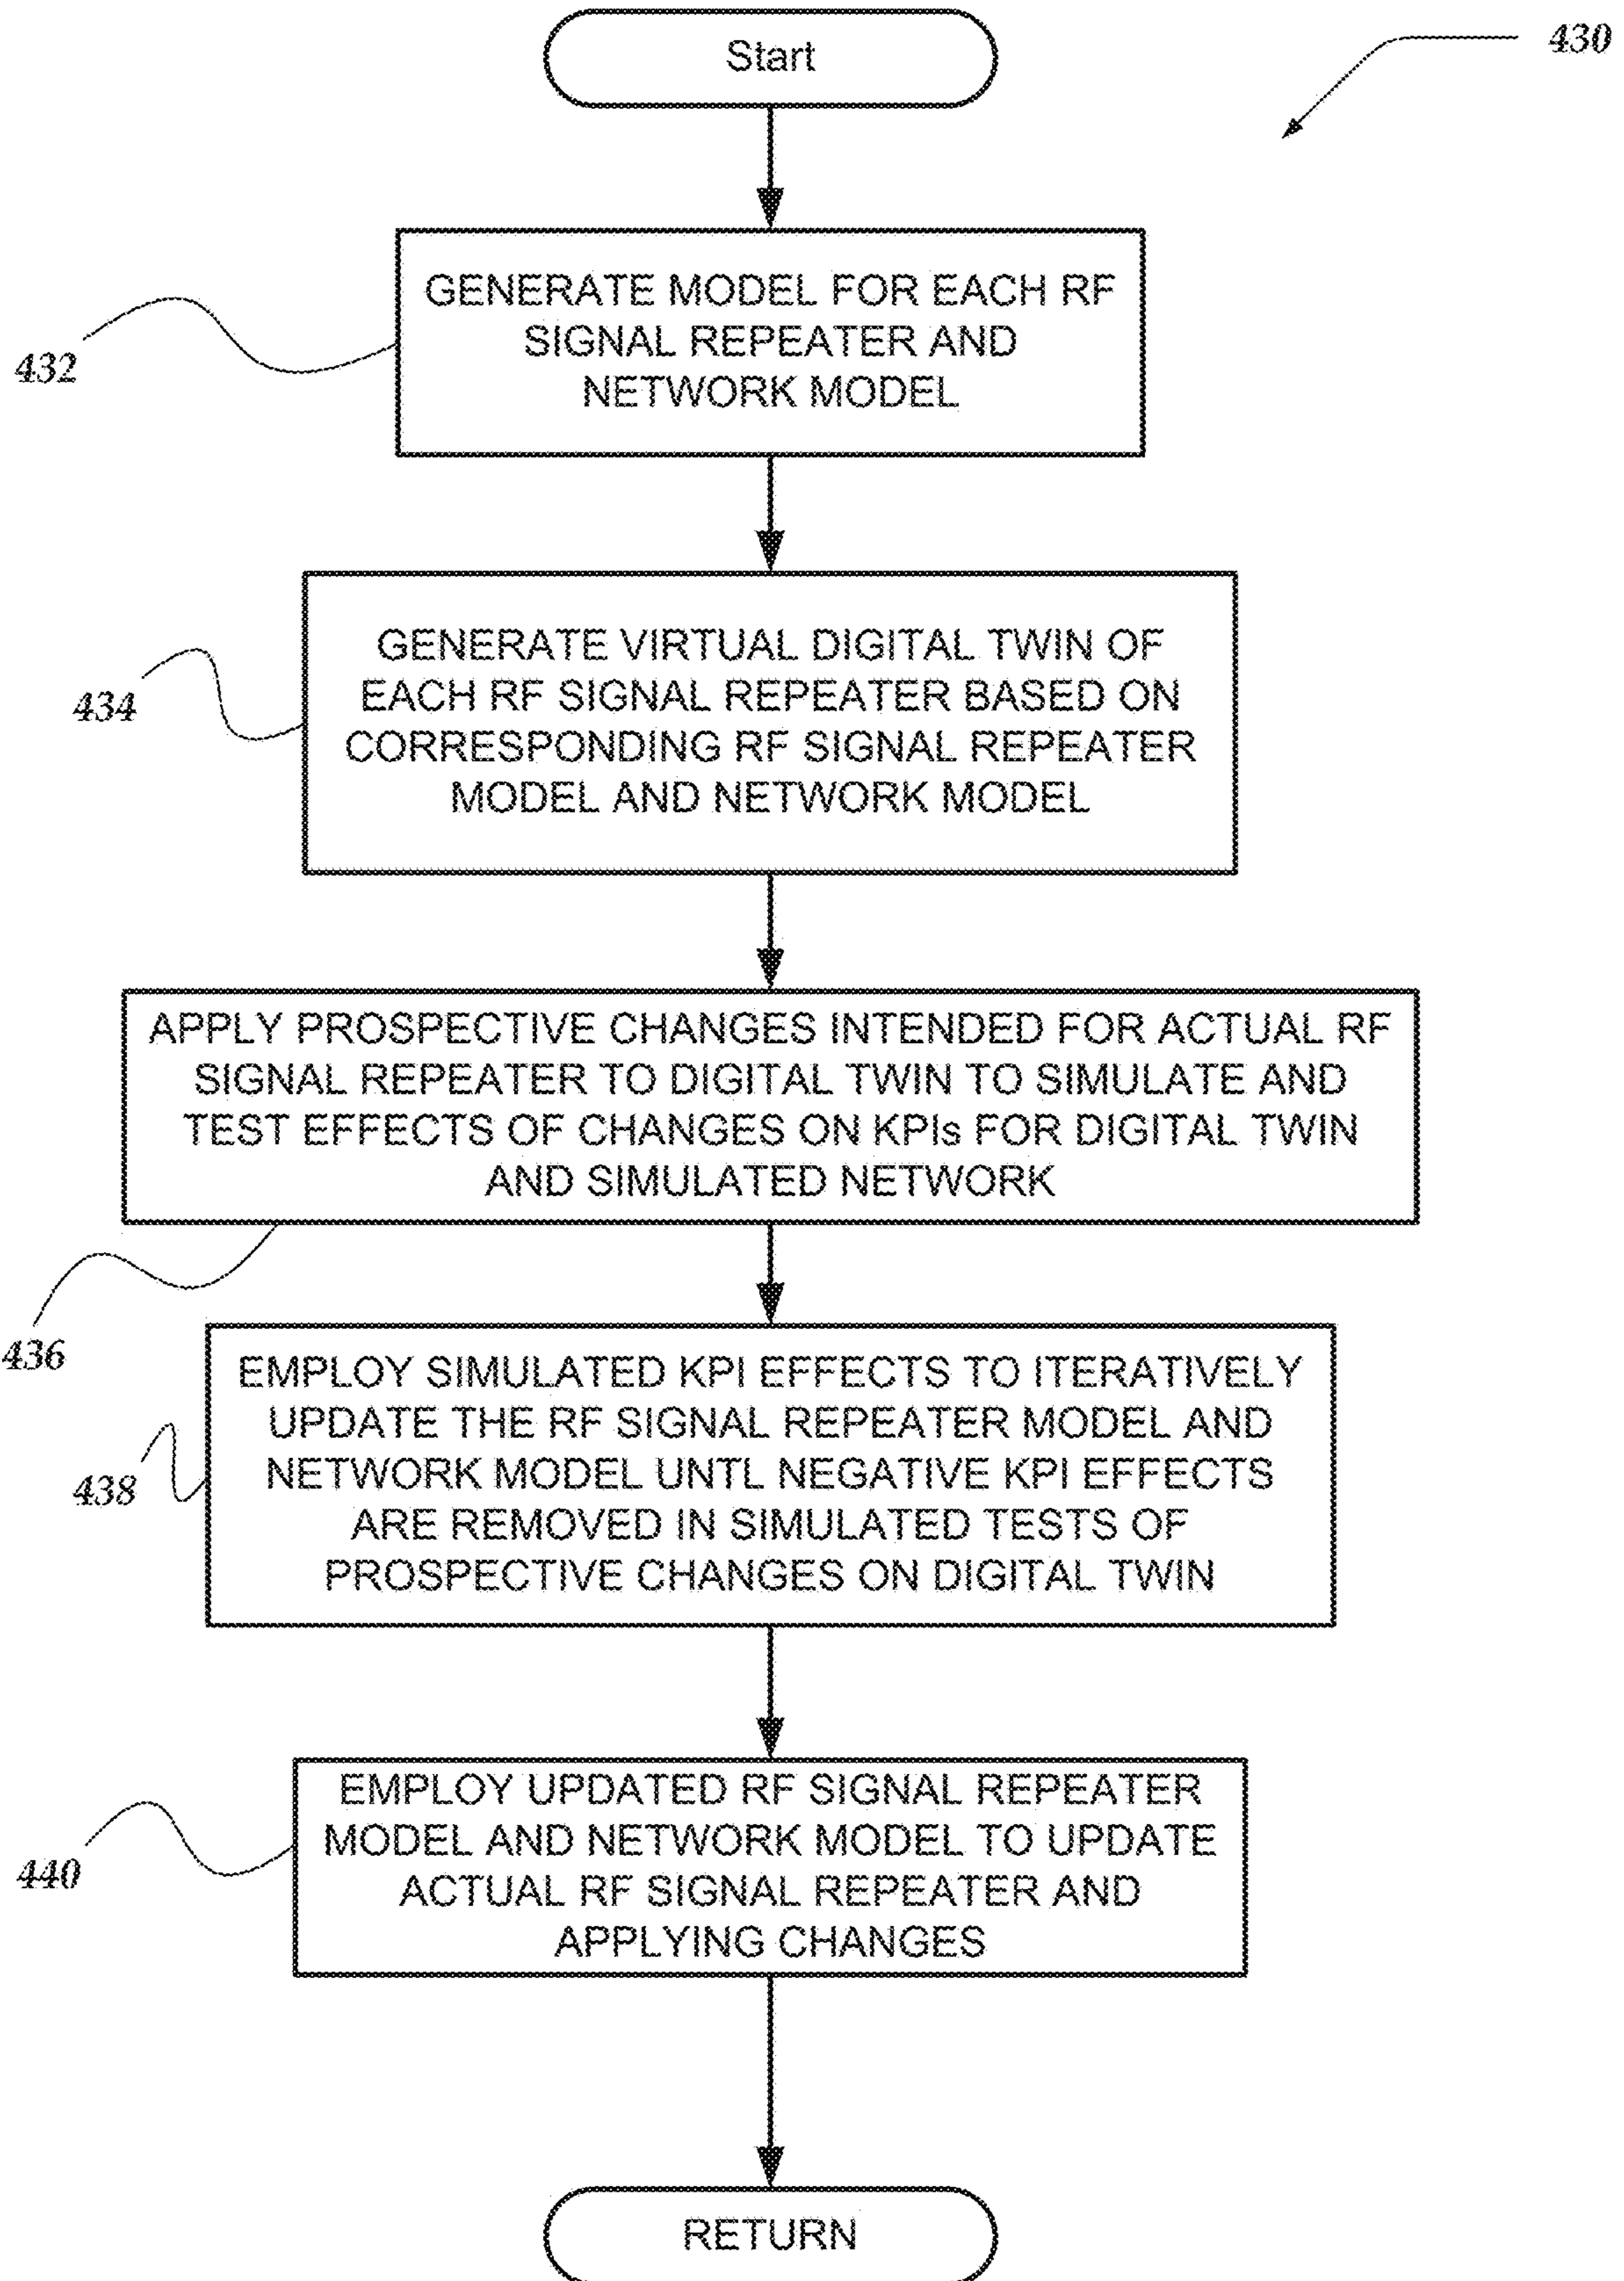 Start
430
GENERATE MODEL FOR EACH RF
SIGNAL REPEATER AND
NETWORK MODEL
432
GENERATE VIRTUAL DIGITAL TWIN OF
EACH RF SIGNAL REPEATER BASED ON
CORRESPONDING RF SIGNAL REPEATER
MODEL AND NETWORK MODEL
434
APPLY PROSPECTIVE CHANGES INTENDED FOR ACTUAL RF
SIGNAL REPEATER TO DIGITAL TWIN TO SIMULATE AND
TEST EFFECTS OF CHANGES ON KPIs FOR DIGITAL TWIN
AND SIMULATED NETWORK
436
EMPLOY SIMULATED KPI EFFECTS TO ITERATIVELY
UPDATE THE RF SIGNAL REPEATER MODEL AND
NETWORK MODEL UNTL NEGATIVE KPI EFFECTS
ARE REMOVED IN SIMULATED TESTS OF
PROSPECTIVE CHANGES ON DIGITAL TWIN
438
EMPLOY UPDATED RF SIGNAL REPEATER
MODEL AND NETWORK MODEL TO UPDATE
ACTUAL RF SIGNAL REPEATER AND
APPLYING CHANGES
440
RETURN